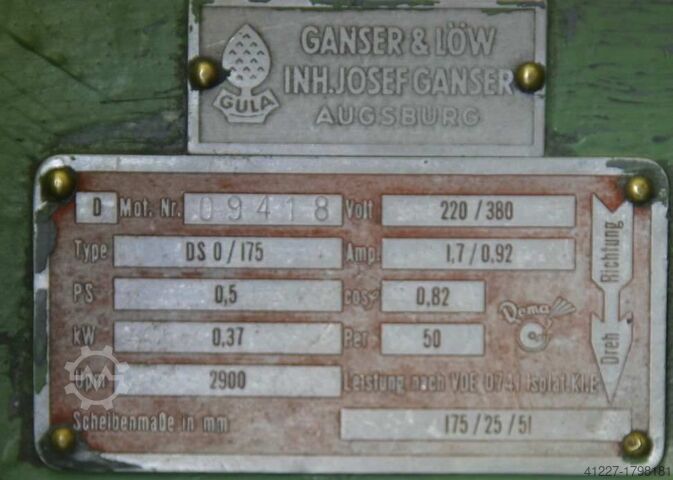 GANSER & LÖW
INH. JOSEF GANSER
AUGSBURG
GULA
D Mot. Nr. 09418 Volt 220/380
Type DS 0/175 Amp. 1,7/0,92
PS 0,5 cos 0,82
kW 0,37 Per 50
UpM 2900 Leistung nach VDE 0741 Isolat. Kl. E
Scheibenmaße in mm 175/25/51
Dema
Dreh Richtung
41227-1798181